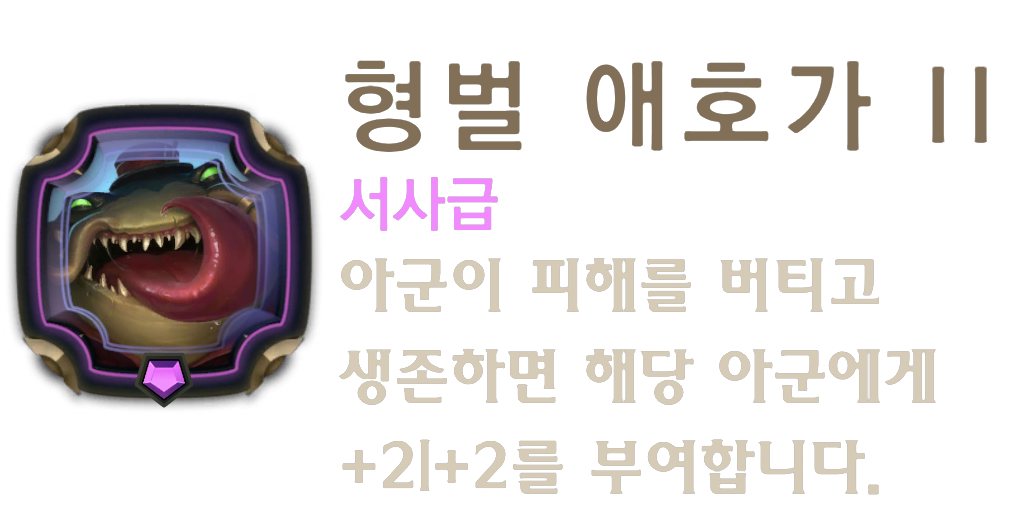 형벌 애호가 II
서사급
아군이 피해를 버티고
생존하면 해당 아군에게
+2|+2를 부여합니다.